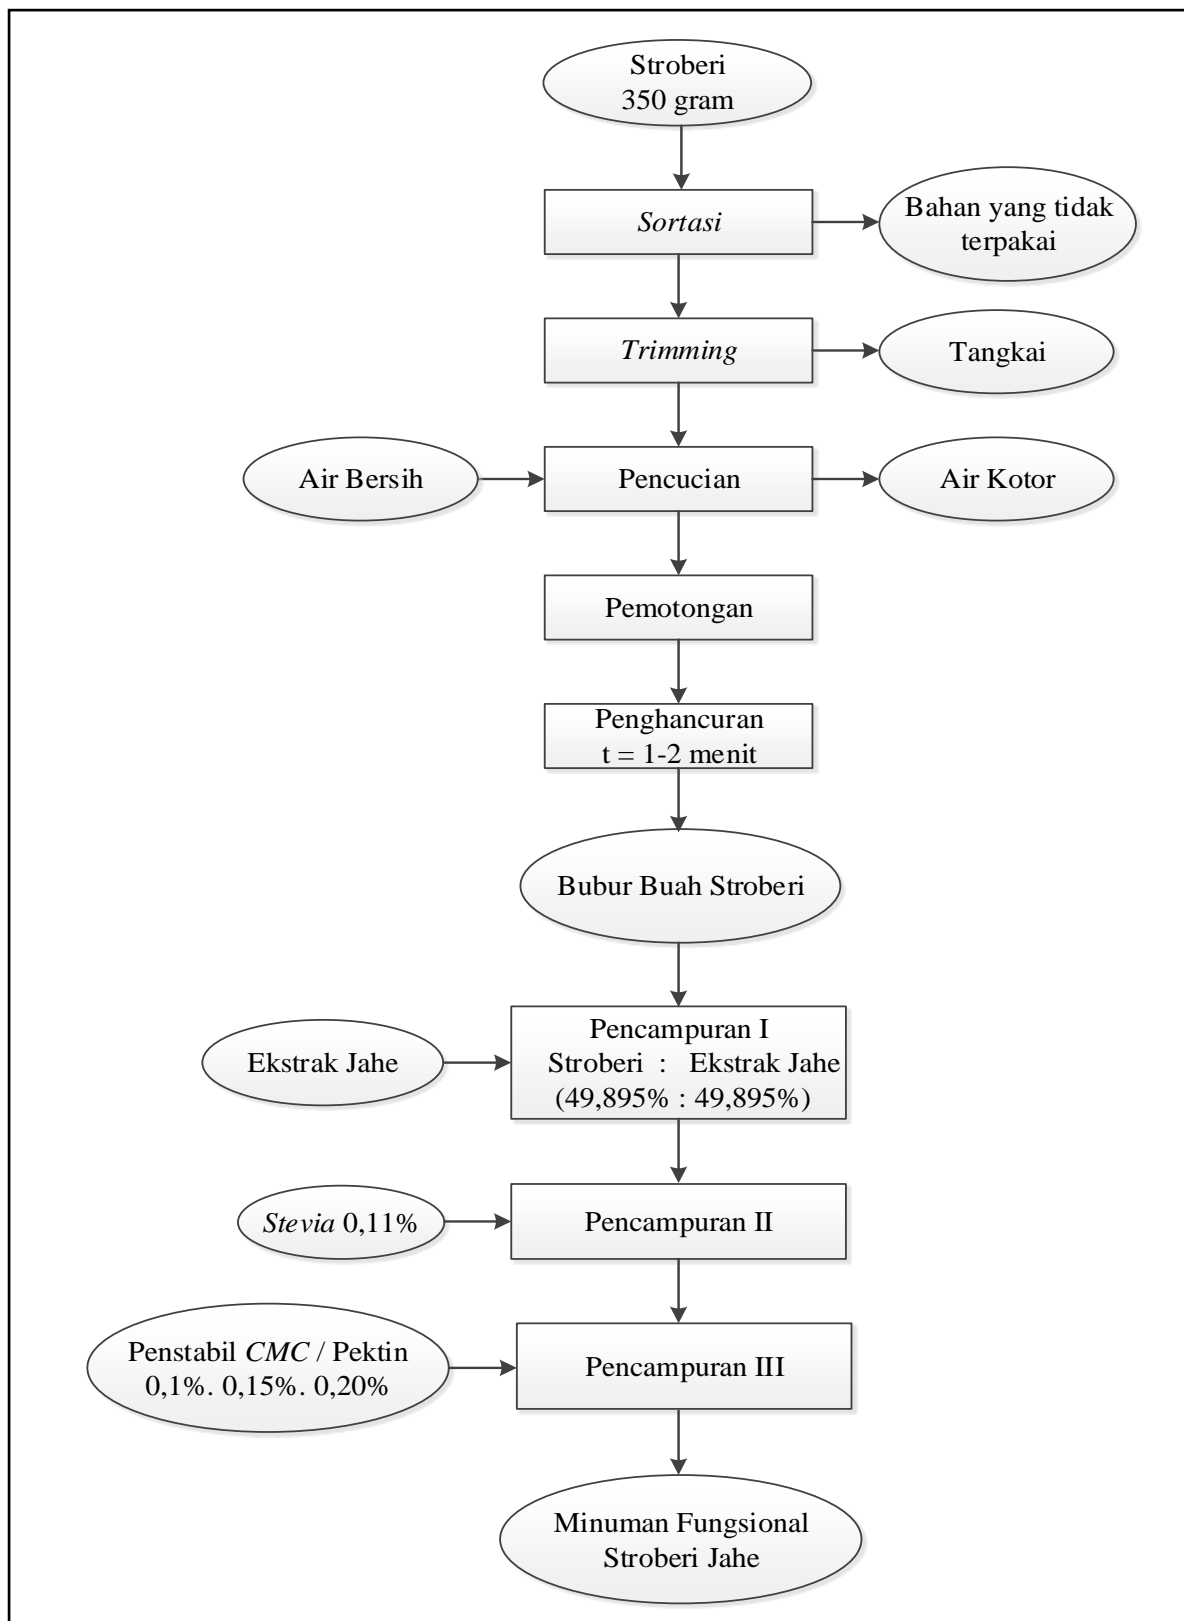 Stroberi
350 gram
Sortasi
Bahan yang tidak
terpakai
Trimming
Tangkai
Air Bersih
Pencucian
Air Kotor
Pemotongan
Penghancuran
t = 1-2 menit
Bubur Buah Stroberi
Ekstrak Jahe
Pencampuran I
Stroberi : Ekstrak Jahe
(49,895% : 49,895%)
Stevia 0,11%
Pencampuran II
Penstabil CMC / Pektin
0,1%. 0,15%. 0,20%
Pencampuran III
Minuman Fungsional
Stroberi Jahe